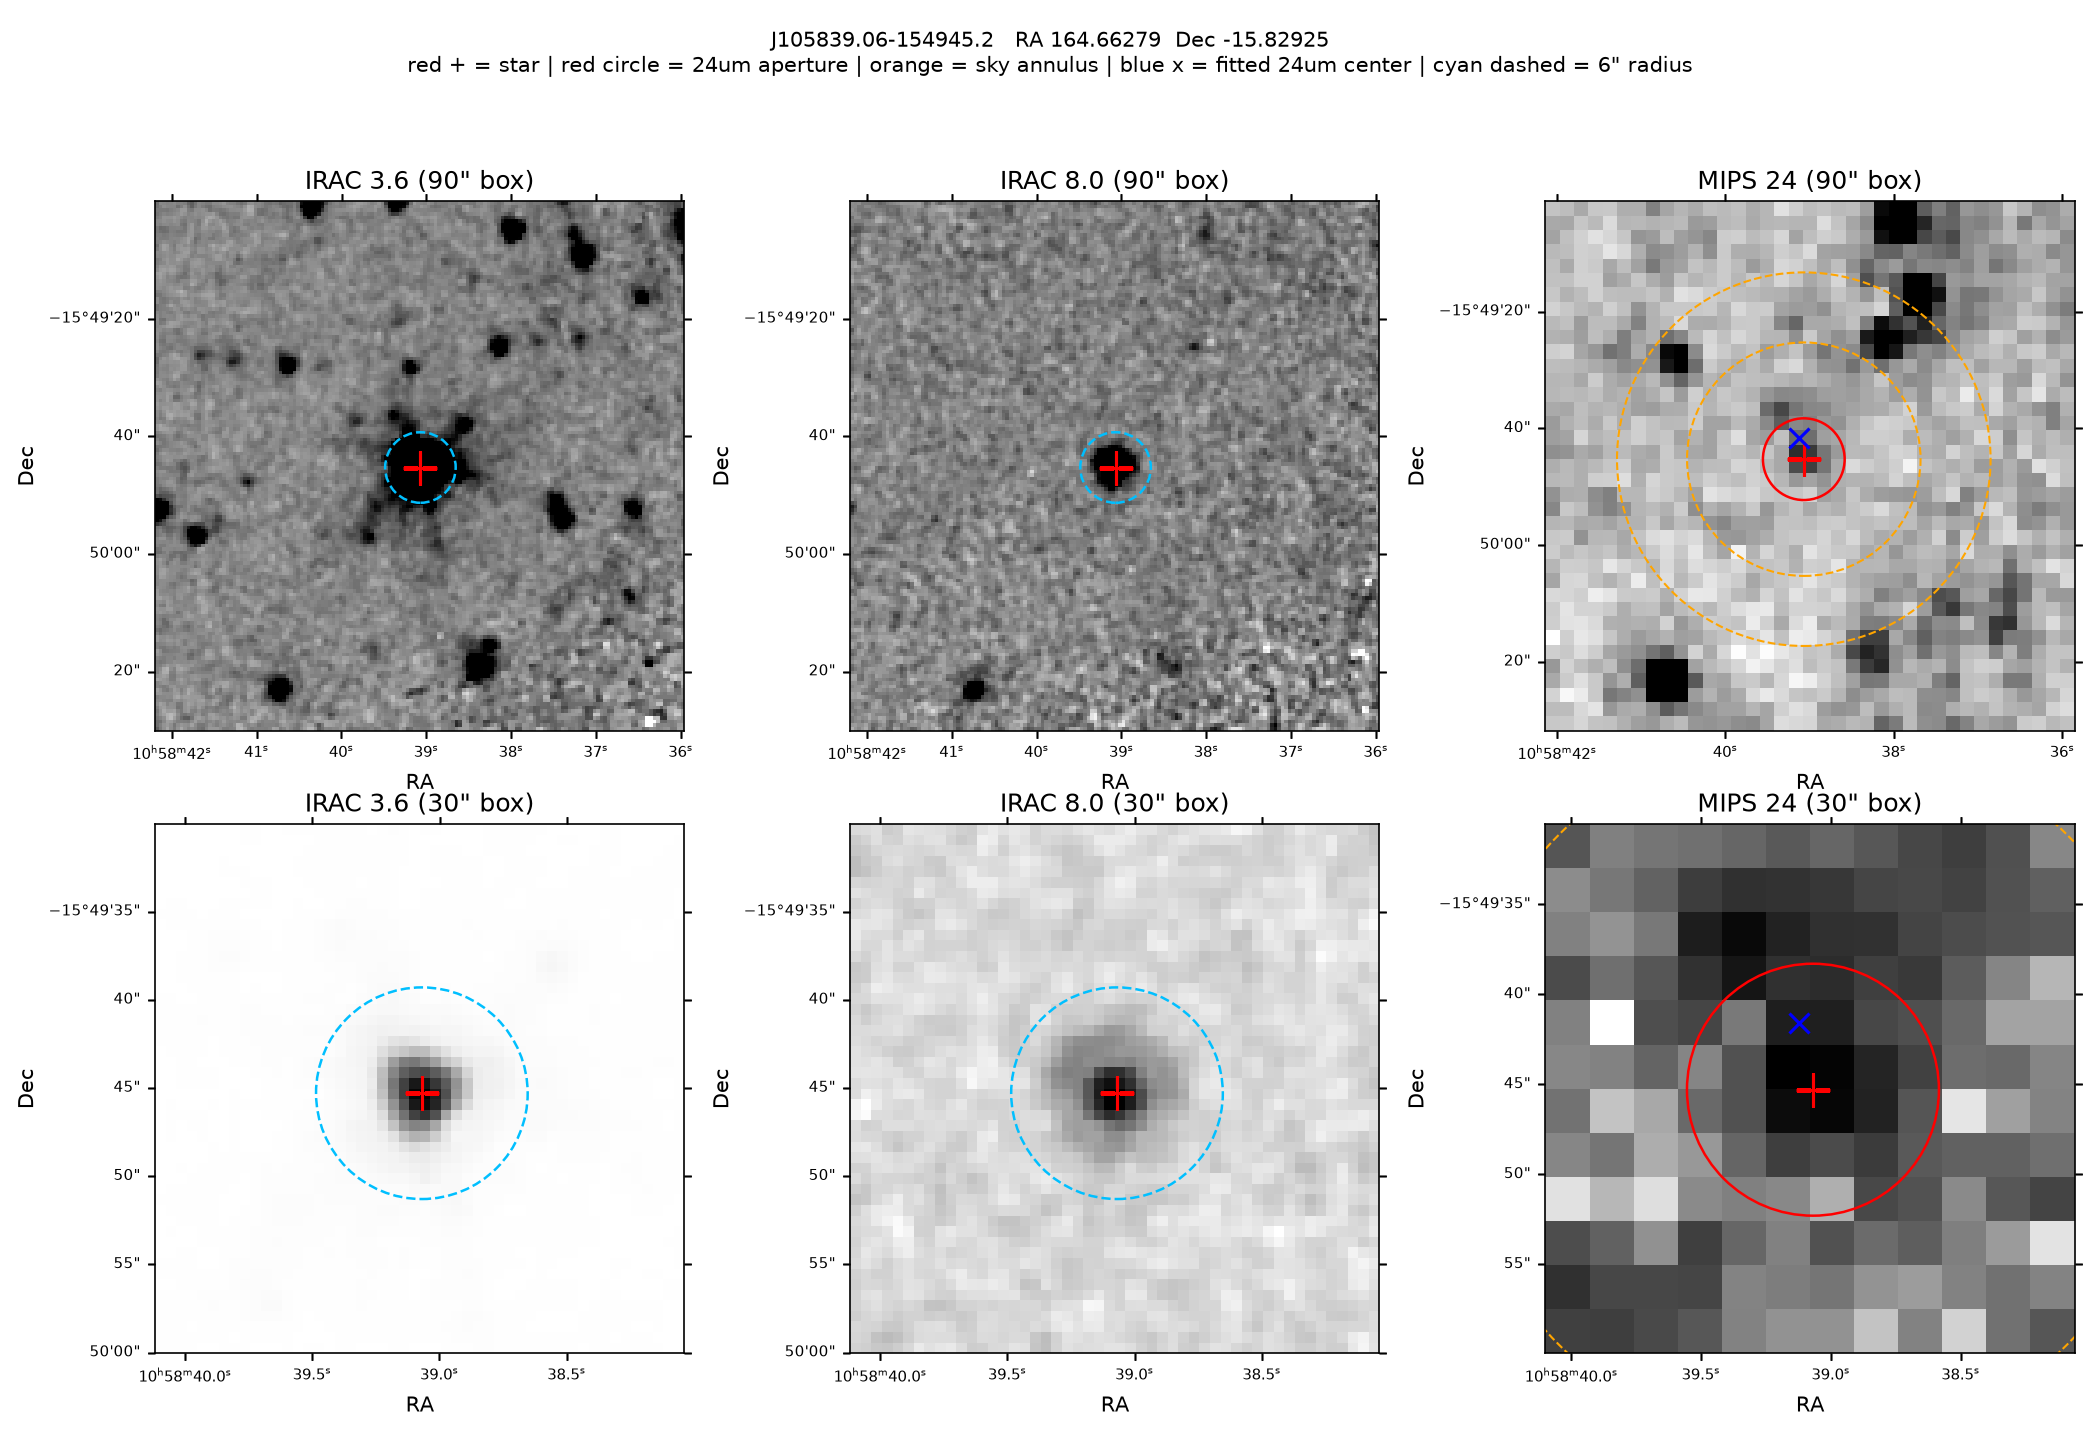 J105839.06-154945.2   RA 164.66279  Dec -15.82925
red + = star | red circle = 24um aperture | orange = sky annulus | blue x = fitted 24um center | cyan dashed = 6" radius
IRAC 3.6 (90" box)
Dec
−15°49'20"
40"
50'00"
20"
10ʰ58ᵐ42ˢ 41ˢ 40ˢ 39ˢ 38ˢ 37ˢ 36ˢ
RA
IRAC 8.0 (90" box)
Dec
−15°49'20"
40"
50'00"
20"
10ʰ58ᵐ42ˢ 41ˢ 40ˢ 39ˢ 38ˢ 37ˢ 36ˢ
RA
MIPS 24 (90" box)
Dec
−15°49'20"
40"
50'00"
20"
10ʰ58ᵐ42ˢ 40ˢ 38ˢ 36ˢ
RA
IRAC 3.6 (30" box)
Dec
−15°49'35"
40"
45"
50"
55"
50'00"
10ʰ58ᵐ40.0ˢ 39.5ˢ 39.0ˢ 38.5ˢ
RA
IRAC 8.0 (30" box)
Dec
−15°49'35"
40"
45"
50"
55"
50'00"
10ʰ58ᵐ40.0ˢ 39.5ˢ 39.0ˢ 38.5ˢ
RA
MIPS 24 (30" box)
Dec
−15°49'35"
40"
45"
50"
55"
10ʰ58ᵐ40.0ˢ 39.5ˢ 39.0ˢ 38.5ˢ
RA